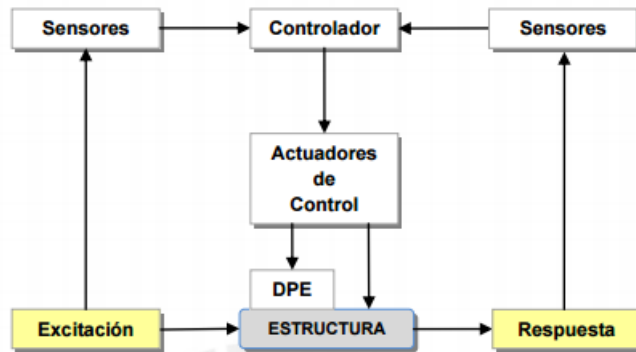 Sensores
Controlador
Sensores
Actuadores
de
Control
DPE
Excitación
ESTRUCTURA
Respuesta